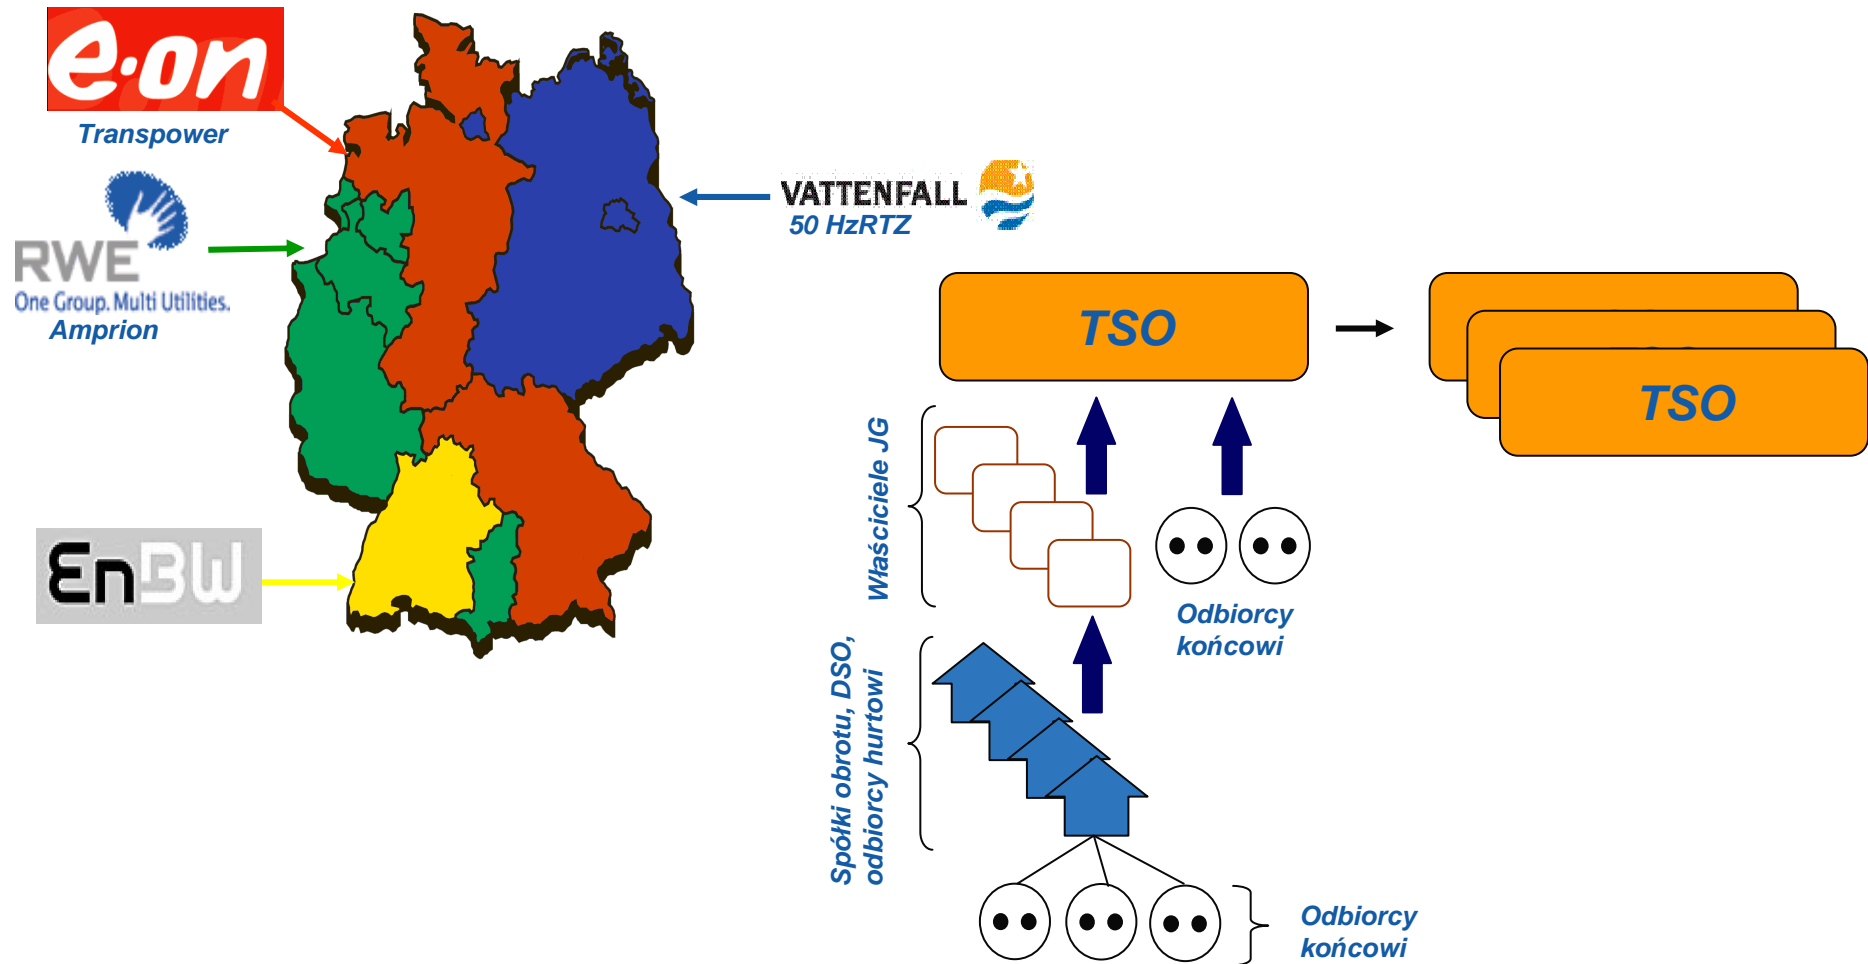 e·on
Transpower
RWE
One Group. Multi Utilities.
Amprion
VATTENFALL
50 HzRTZ
EnBW
TSO
TSO
Właściciele JG
Odbiorcy
końcowi
Spółki obrotu, DSO,
odbiorcy hurtowi
Odbiorcy
końcowi